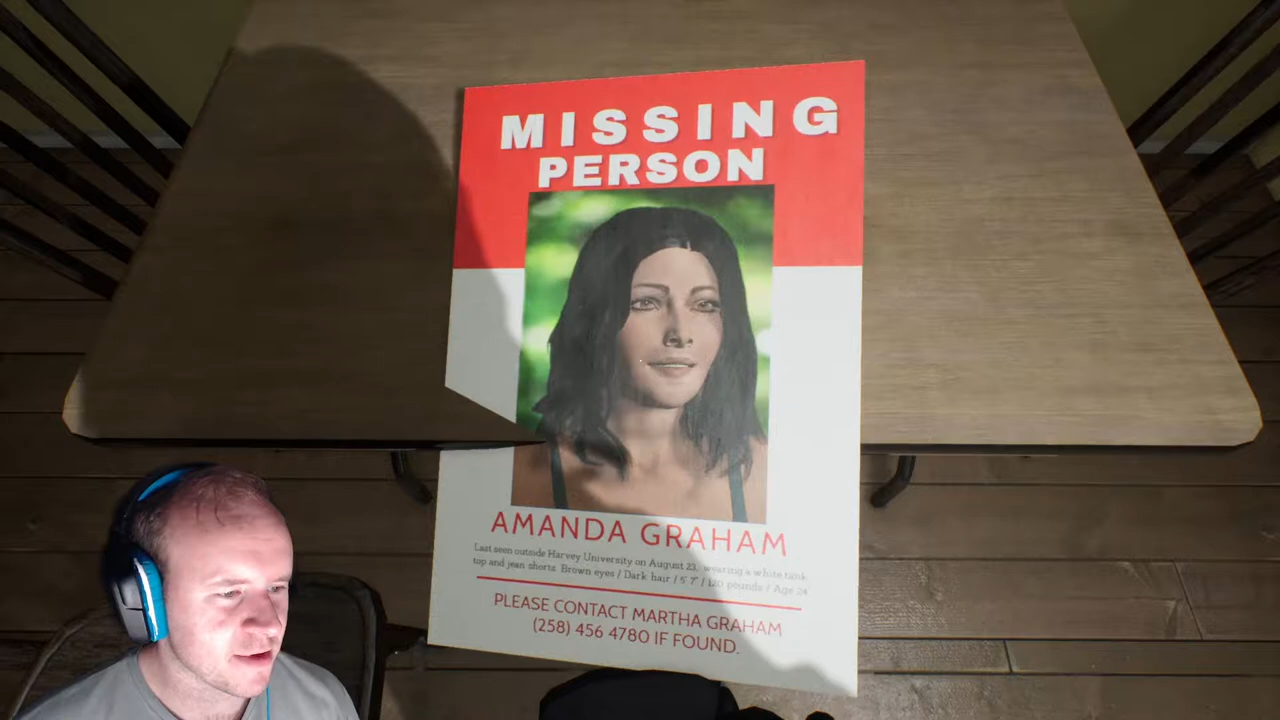 MISSING
PERSON
AMANDA GRAHAM
Last seen outside Harvey University on August 23, wearing a white tank
top and jean shorts. Brown eyes / Dark hair / 5' 7" / 120 pounds / Age 24
PLEASE CONTACT MARTHA GRAHAM
(258) 456 4780 IF FOUND.